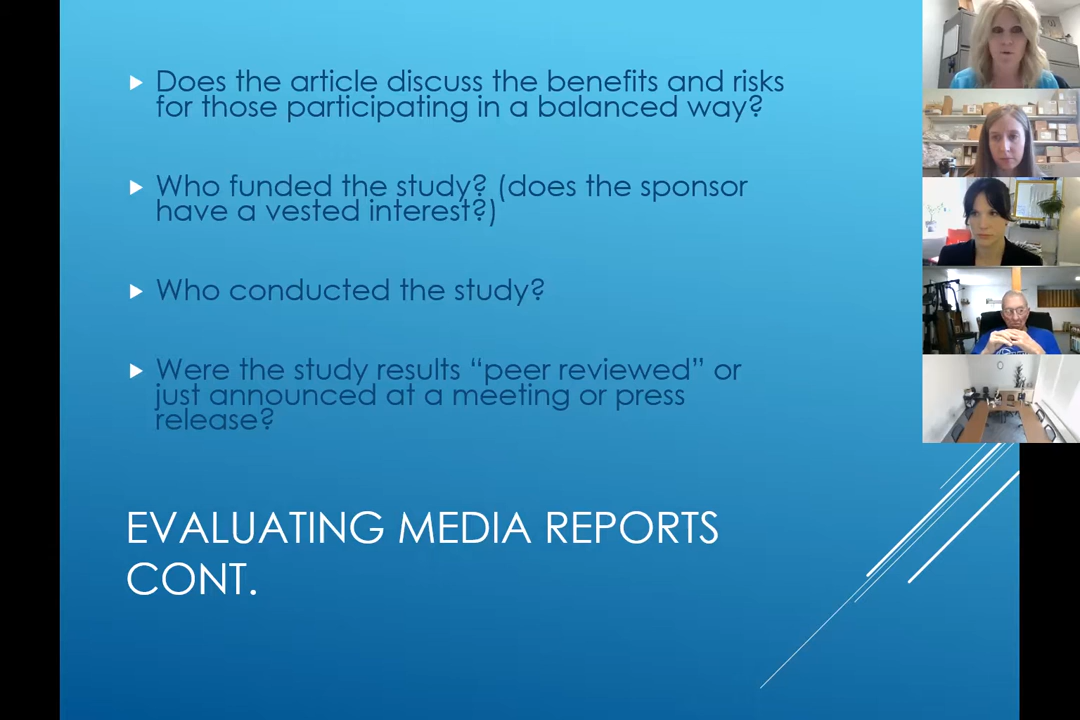 Does the article discuss the benefits and risks
for those participating in a balanced way?
Who funded the study? (does the sponsor
have a vested interest?)
Who conducted the study?
Were the study results “peer reviewed” or
just announced at a meeting or press
release?
EVALUATING MEDIA REPORTS
CONT.